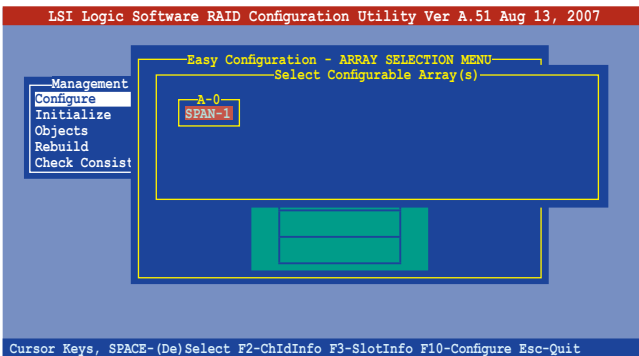 LSI Logic Software RAID Configuration Utility Ver A.51 Aug 13, 2007
Easy Configuration - ARRAY SELECTION MENU
Select Configurable Array(s)
Management
Configure
Initialize
Objects
Rebuild
Check Consist
A-0
SPAN-1
Cursor Keys, SPACE-(De)Select F2-ChIdInfo F3-SlotInfo F10-Configure Esc-Quit